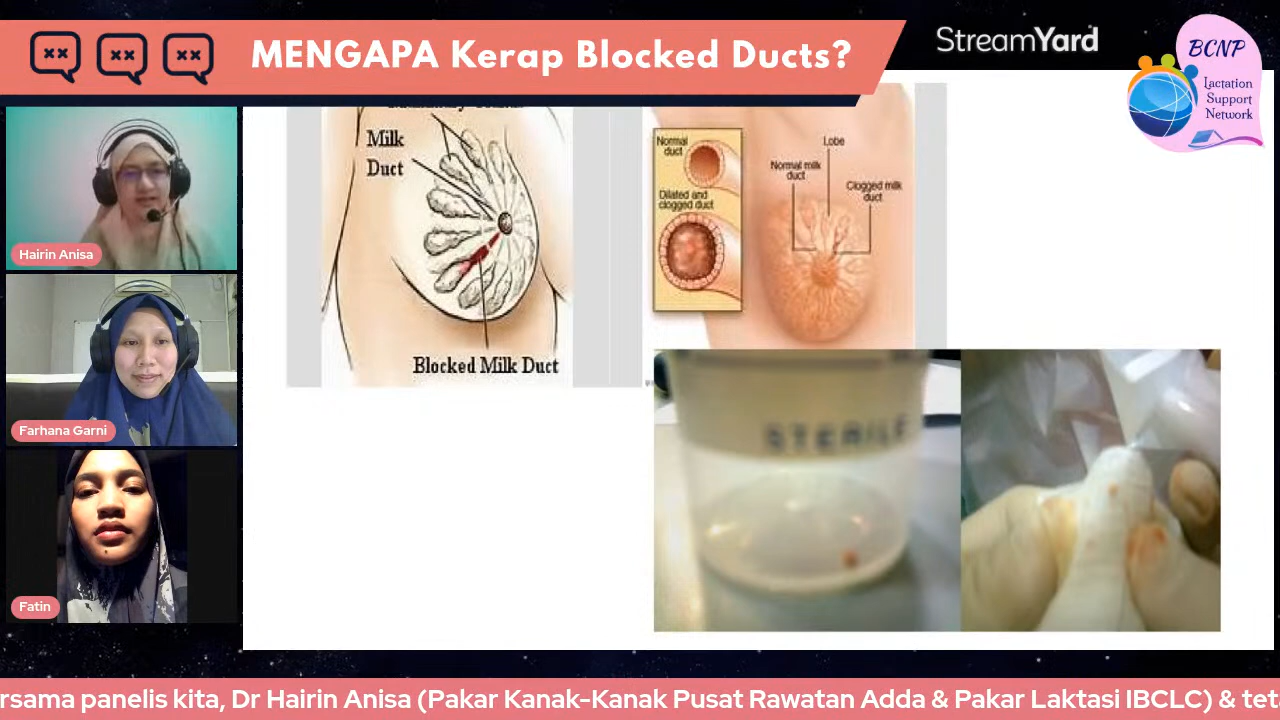 MENGAPA Kerap Blocked Ducts?
StreamYard
BCNP
Lactation
Support
Network
Hairin Anisa
Farhana Garni
Fatin
Milk
Duct
Blocked Milk Duct
Normal
duct
Dilated and
clogged duct
Lobe
Normal milk
duct
Clogged milk
duct
STERILE
rsama panelis kita, Dr Hairin Anisa (Pakar Kanak-Kanak Pusat Rawatan Adda & Pakar Laktasi IBCLC) & tet